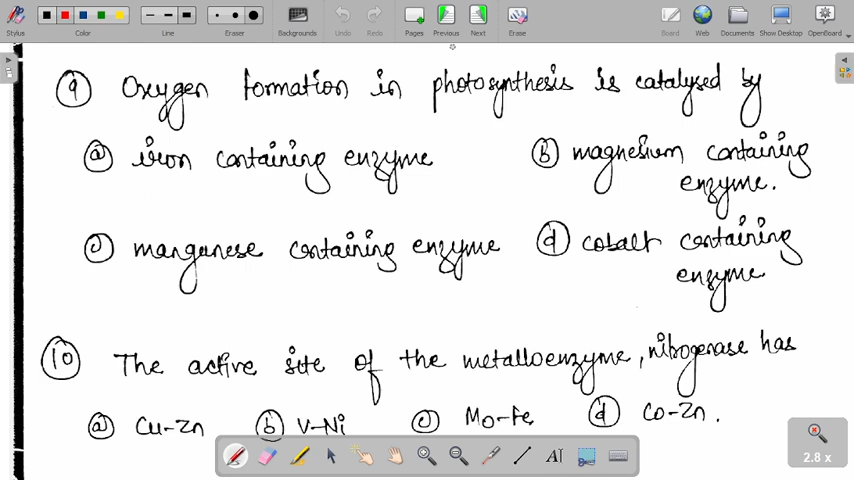 Stylus
Color
Line
Eraser
Backgrounds
Undo
Redo
Pages
Previous
Next
Erase
Board
Web
Documents
Show Desktop
OpenBoard
9 Oxygen formation in photosynthesis is catalysed by
a iron containing enzyme
b magnesium containing
enzyme.
c manganese containing enzyme
d cobalt containing
enzyme
10 The active site of the metalloenzyme, nitrogenase has
a Cu-Zn b V-Ni c Mo-Fe d Co-Zn.
2.8 x